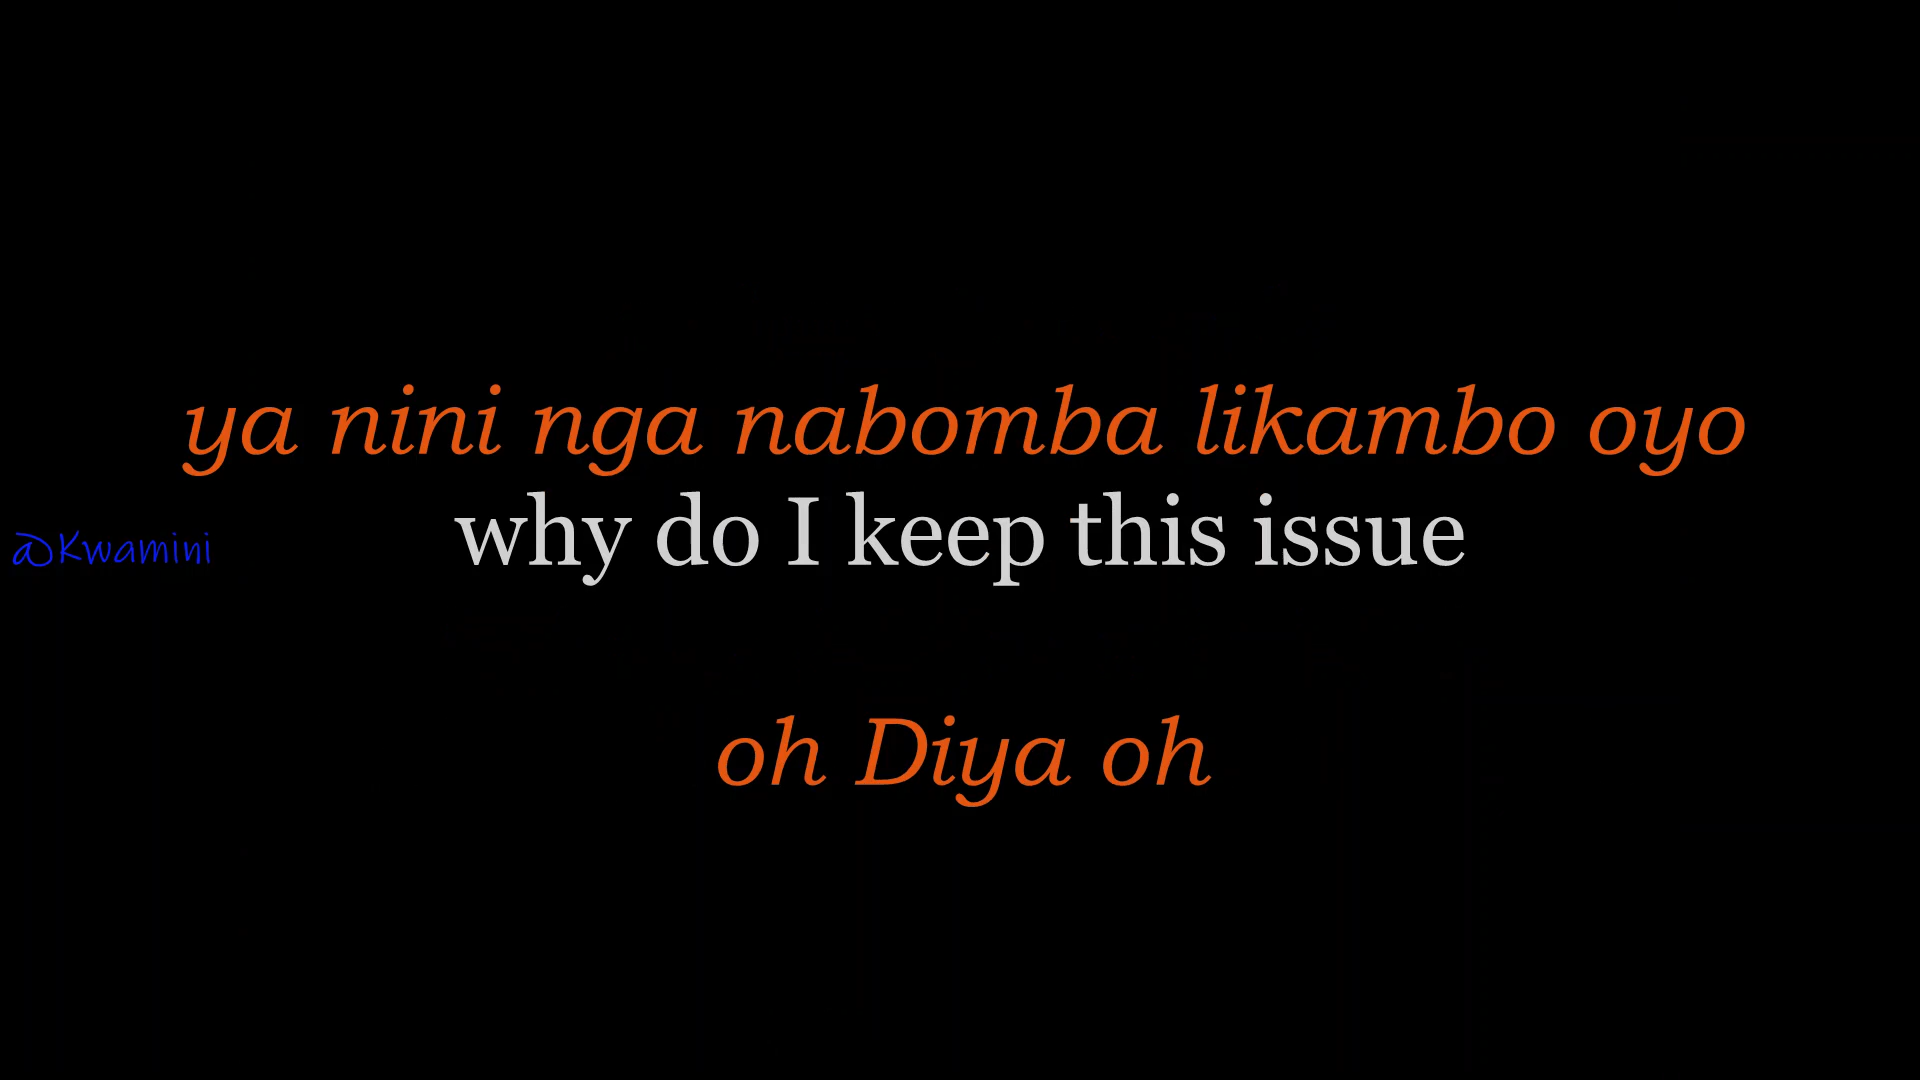 ya nini nga nabomba likambo oyo
why do I keep this issue
@Kwamini
oh Diya oh